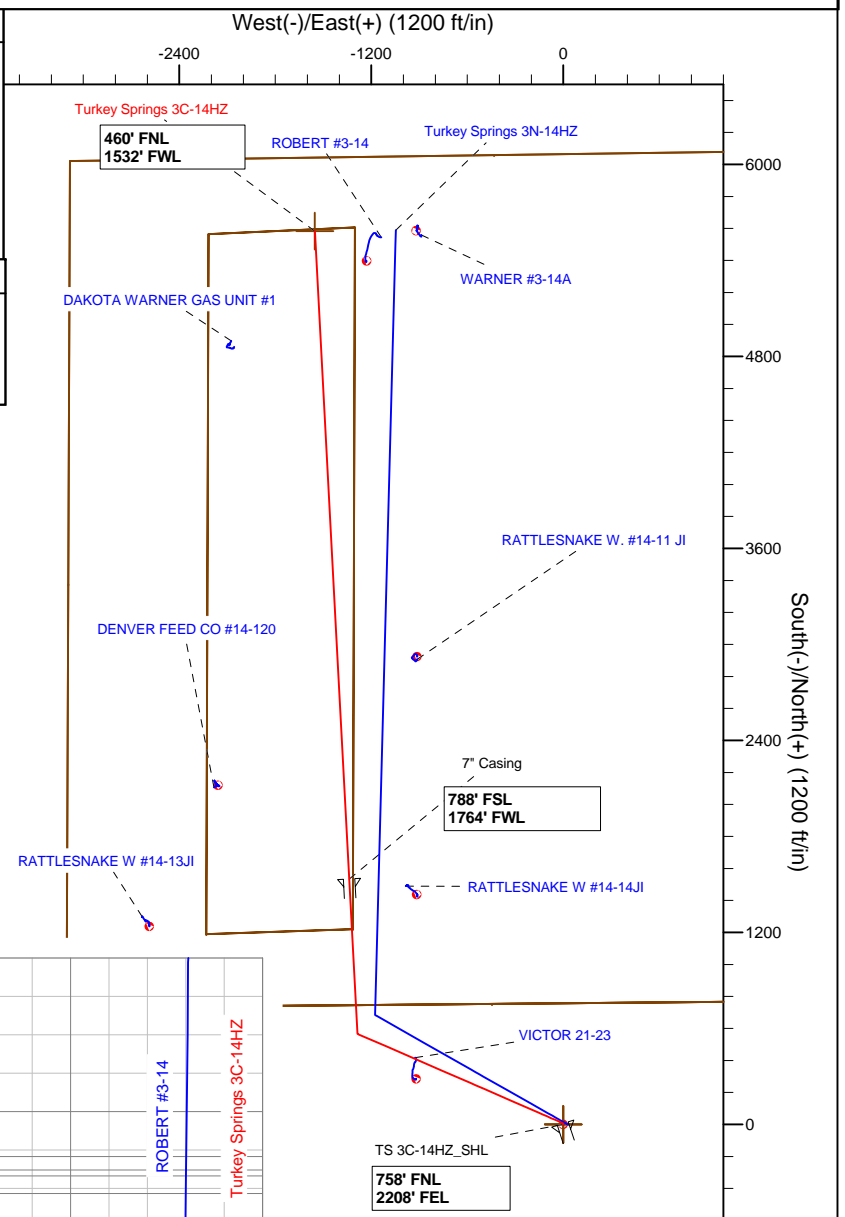 West(-)/East(+) (1200 ft/in)
-2400
-1200
0
Turkey Springs 3C-14HZ
460' FNL
1532' FWL
ROBERT #3-14
Turkey Springs 3N-14HZ
6000
WARNER #3-14A
DAKOTA WARNER GAS UNIT #1
4800
RATTLESNAKE W. #14-11 JI
3600
South(-)/North(+) (1200 ft/in)
DENVER FEED CO #14-120
2400
7" Casing
788' FSL
1764' FWL
RATTLESNAKE W #14-13JI
RATTLESNAKE W #14-14JI
1200
VICTOR 21-23
ROBERT #3-14
Turkey Springs 3C-14HZ
0
TS 3C-14HZ_SHL
758' FNL
2208' FEL